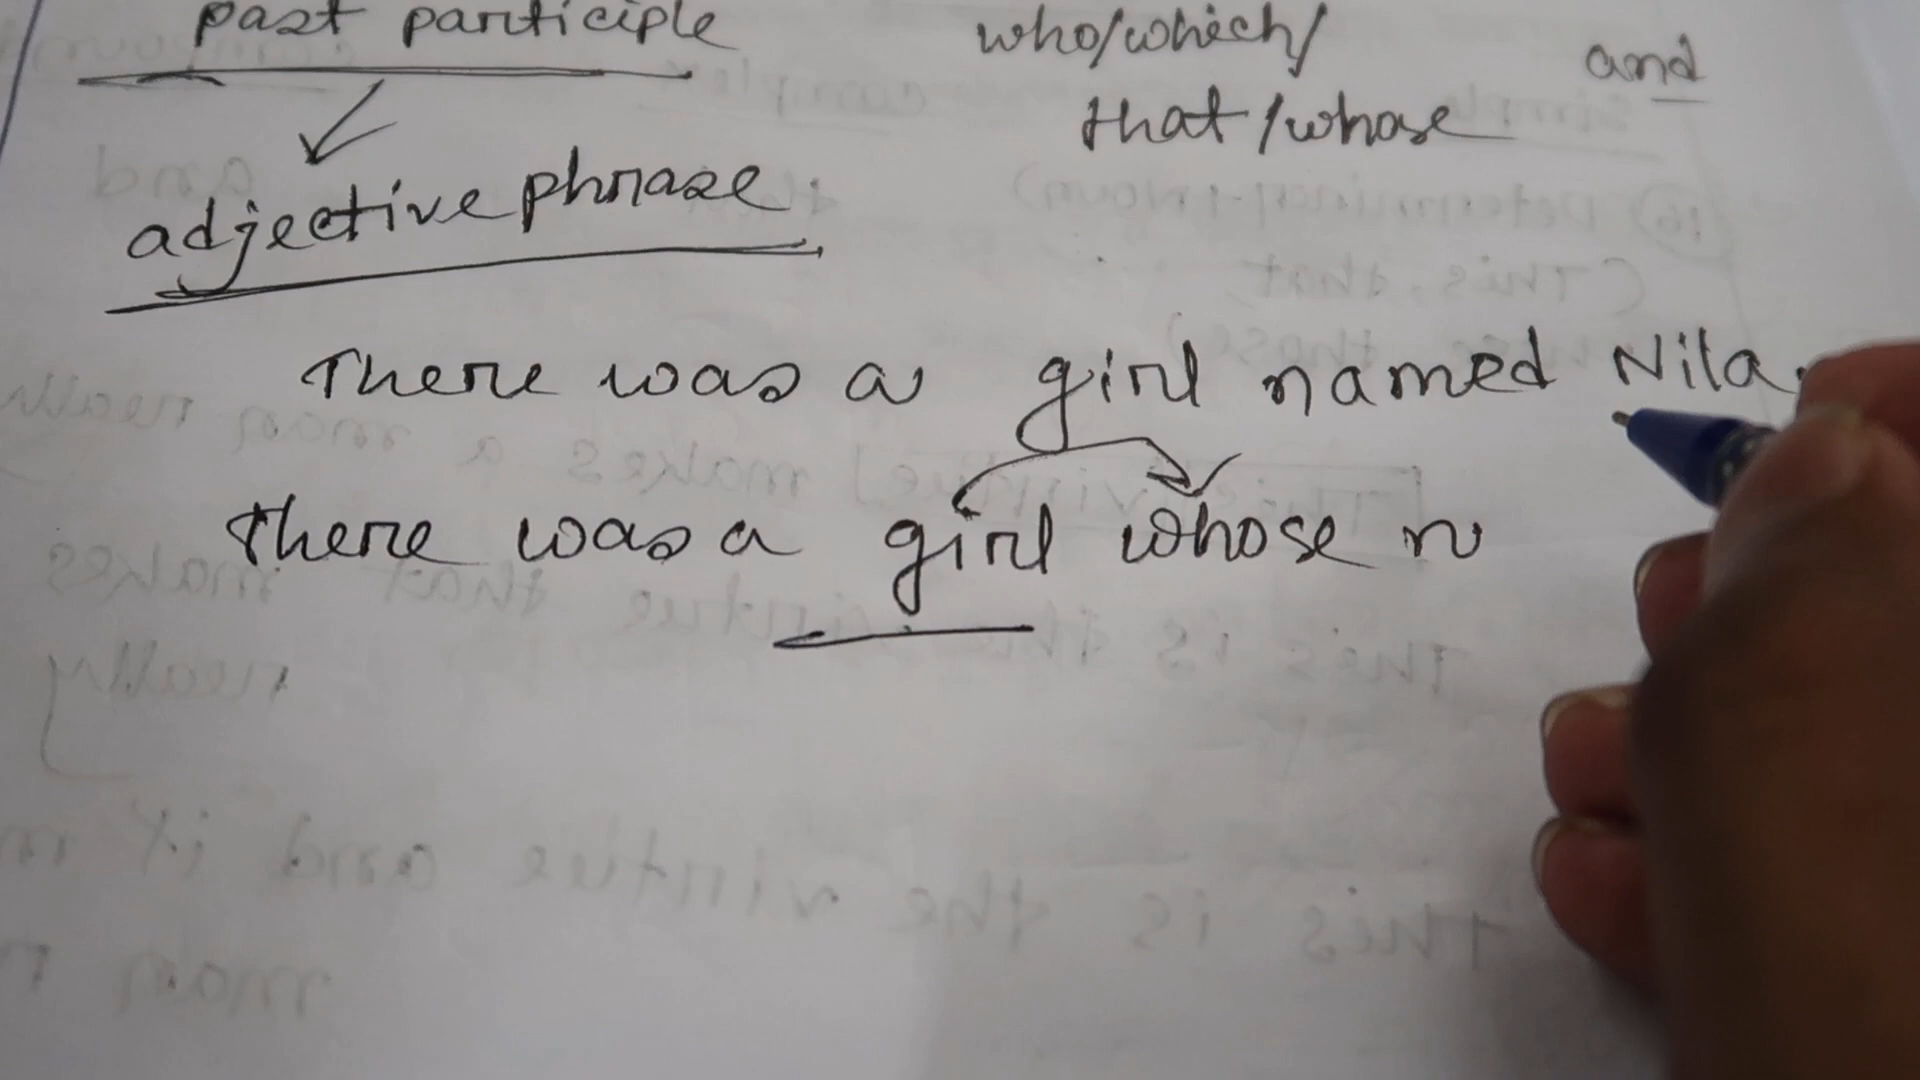 past participle who/which/ and
that/whose
adjective phrase
There was a girl named Nila.
There was a girl whose n